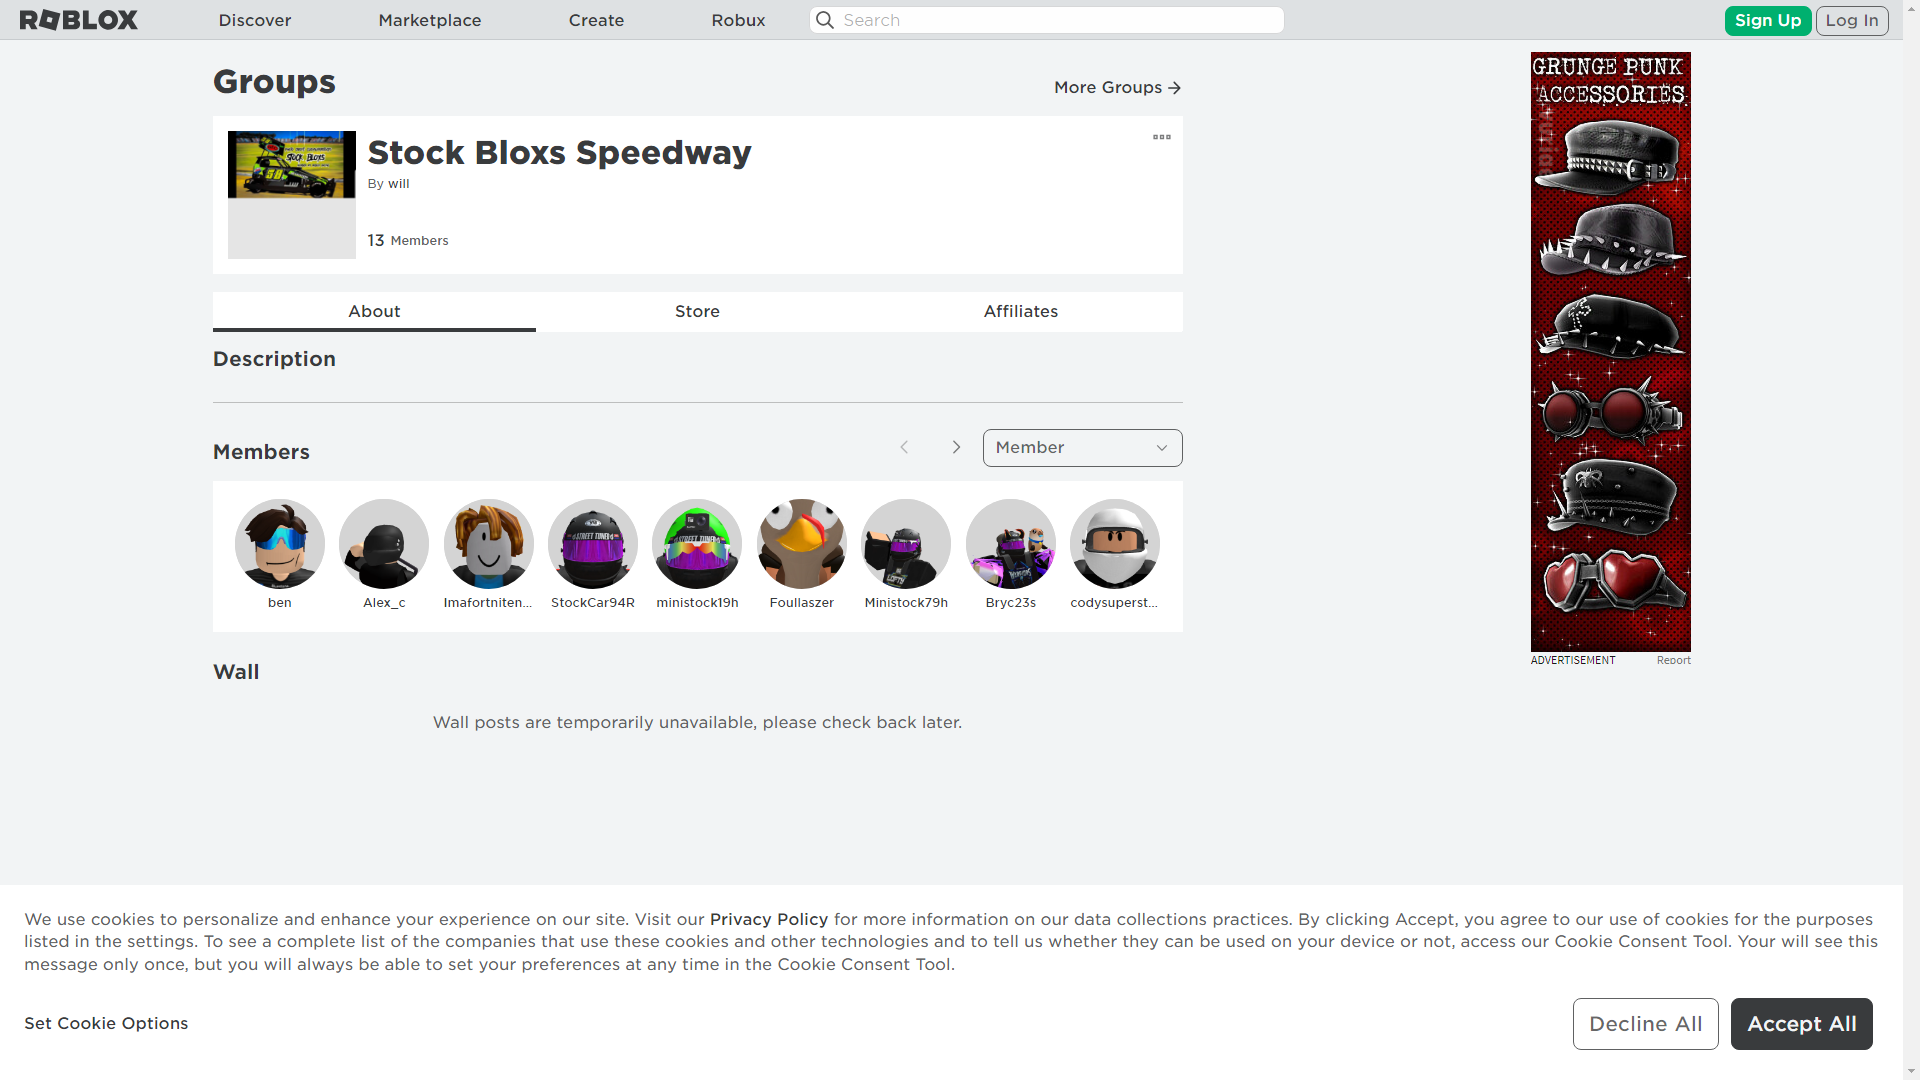 ROBLOX
Discover
Marketplace
Create
Robux
Search
Sign Up
Log In
Groups
More Groups
Stock Bloxs Speedway
By will
13 Members
About
Store
Affiliates
Description
Members
Member
ben
Alex_c
Imafortniten...
StockCar94R
ministock19h
Foullaszer
Ministock79h
Bryc23s
codysuperst...
Wall
Wall posts are temporarily unavailable, please check back later.
GRUNGE PUNK
ACCESSORIES
ADVERTISEMENT
Report
We use cookies to personalize and enhance your experience on our site. Visit our Privacy Policy for more information on our data collections practices. By clicking Accept, you agree to our use of cookies for the purposes
listed in the settings. To see a complete list of the companies that use these cookies and other technologies and to tell us whether they can be used on your device or not, access our Cookie Consent Tool. Your will see this
message only once, but you will always be able to set your preferences at any time in the Cookie Consent Tool.
Set Cookie Options
Decline All
Accept All